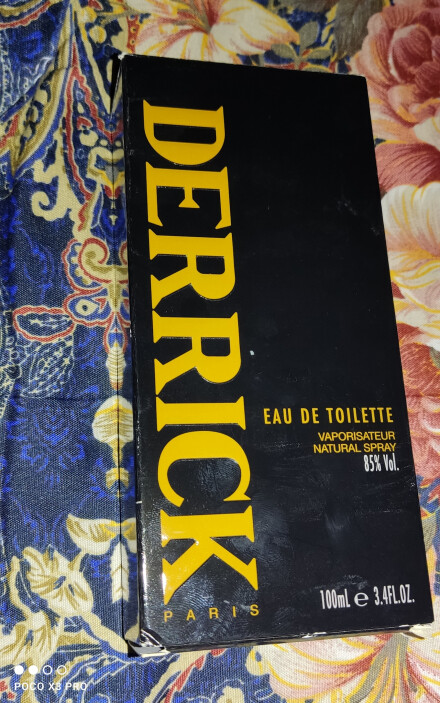 DERRICK
PARIS
EAU DE TOILETTE
VAPORISATEUR
NATURAL SPRAY
85% Vol.
100mL e 3.4FL.OZ.
POCO X3 PRO